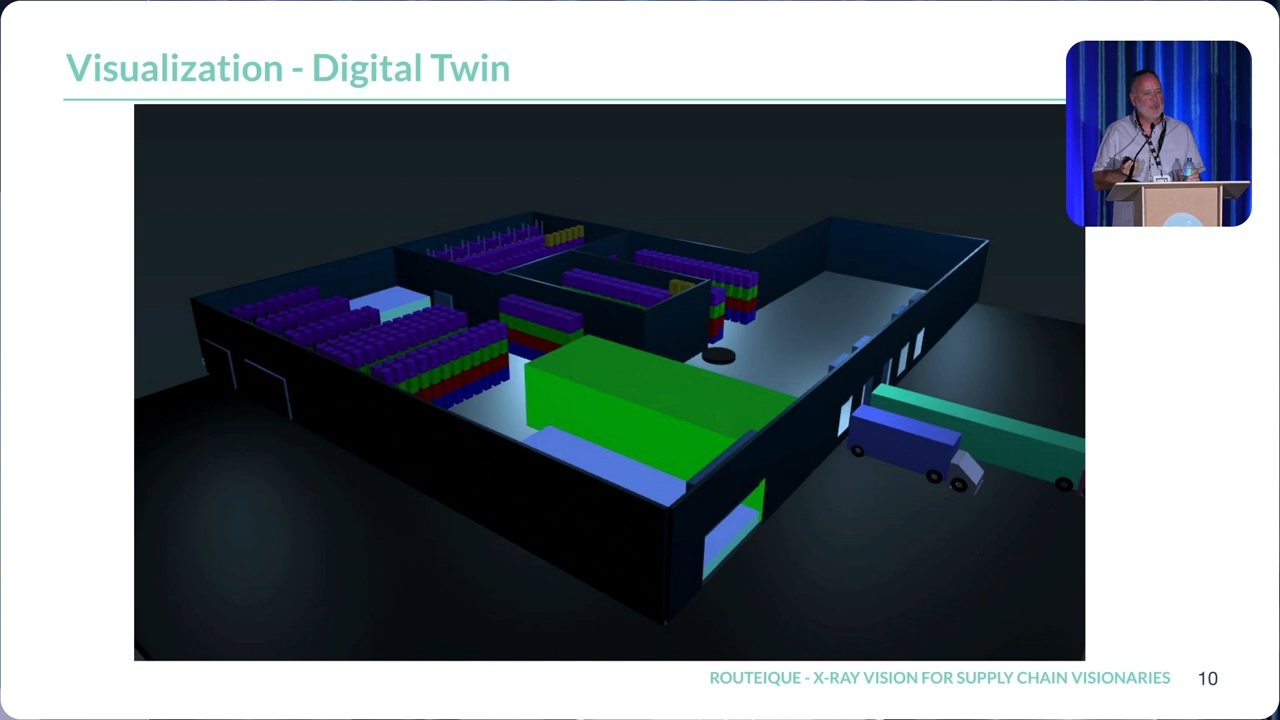 Visualization - Digital Twin
ROUTEIQUE - X-RAY VISION FOR SUPPLY CHAIN VISIONARIES
10